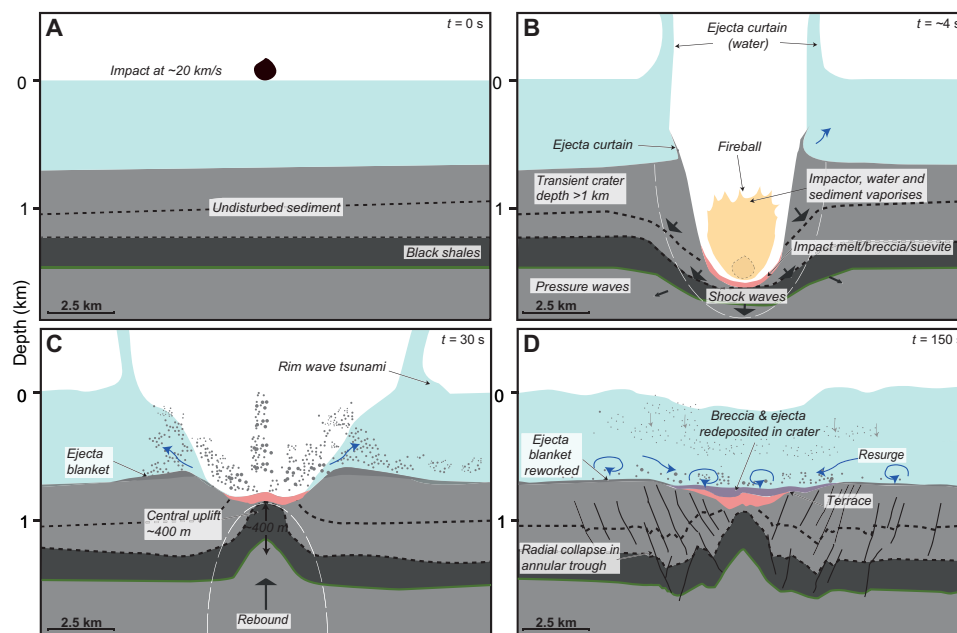 A
t = 0 s
Impact at ~20 km/s
0
Undisturbed sediment
1
Black shales
2.5 km
B
t = ~4 s
Ejecta curtain
(water)
0
Ejecta curtain
Fireball
Transient crater
depth >1 km
Impactor, water and
sediment vaporises
1
Impact melt/breccia/suevite
Pressure waves
Shock waves
2.5 km
Depth (km)
C
t = 30 s
Rim wave tsunami
0
Ejecta
blanket
Central uplift
~400 m
~400 m
1
Rebound
2.5 km
D
t = 150 s
0
Breccia & ejecta
redeposited in crater
Ejecta
blanket
reworked
Resurge
Terrace
1
Radial collapse in
annular trough
2.5 km